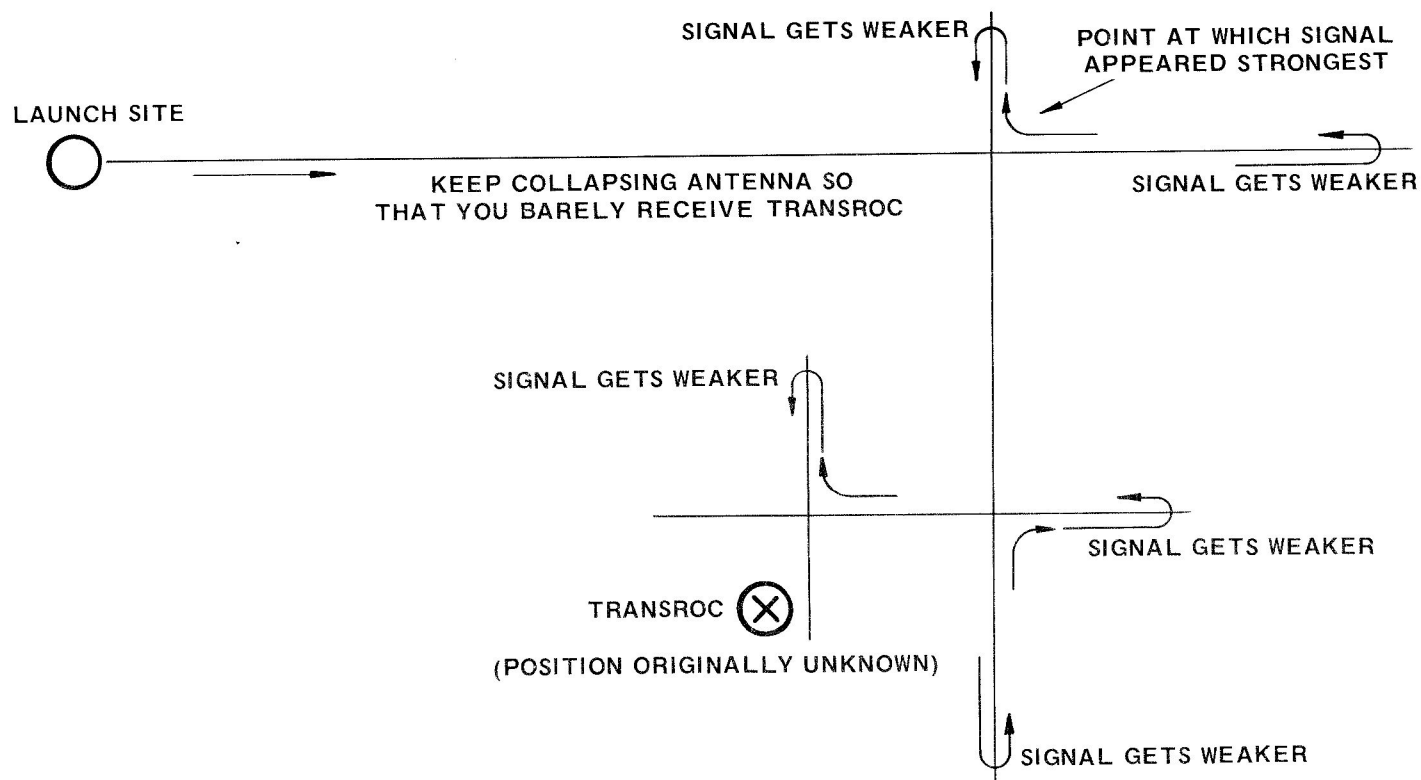 SIGNAL GETS WEAKER
POINT AT WHICH SIGNAL
APPEARED STRONGEST
LAUNCH SITE
KEEP COLLAPSING ANTENNA SO
THAT YOU BARELY RECEIVE TRANSROC
SIGNAL GETS WEAKER
SIGNAL GETS WEAKER
SIGNAL GETS WEAKER
TRANSROC
(POSITION ORIGINALLY UNKNOWN)
SIGNAL GETS WEAKER